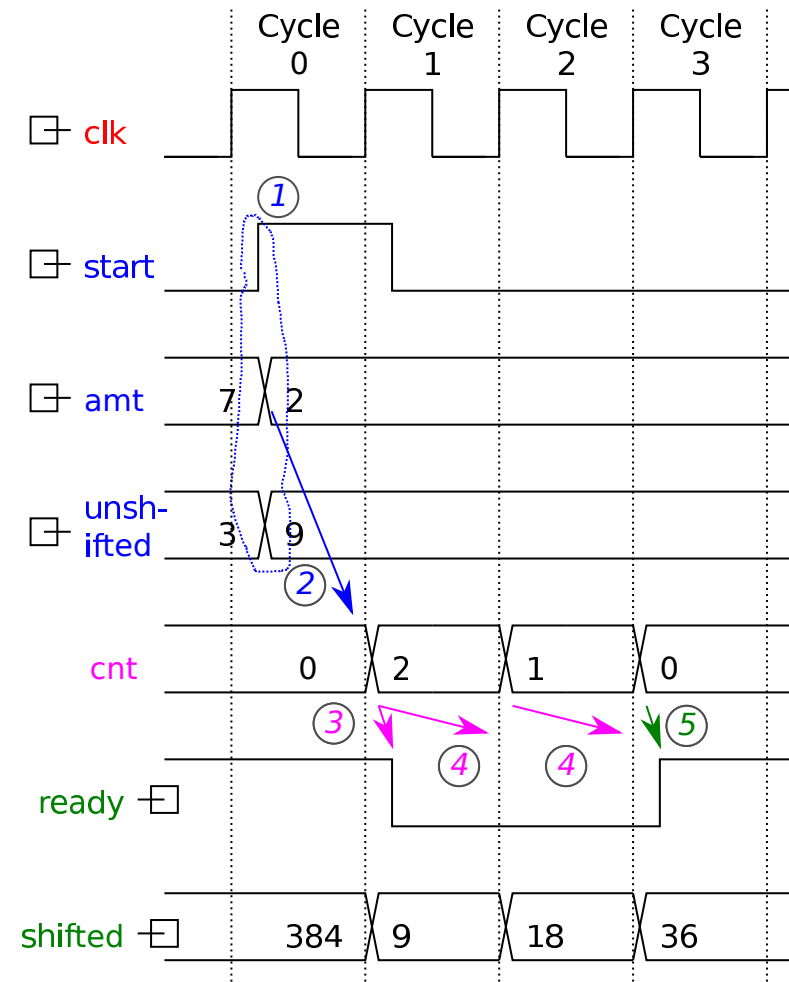 Cycle 0
Cycle 1
Cycle 2
Cycle 3
clk
1
start
amt
7
2
unsh-
ifted
3
9
2
cnt
0
2
1
0
3
4
4
5
ready
shifted
384
9
18
36